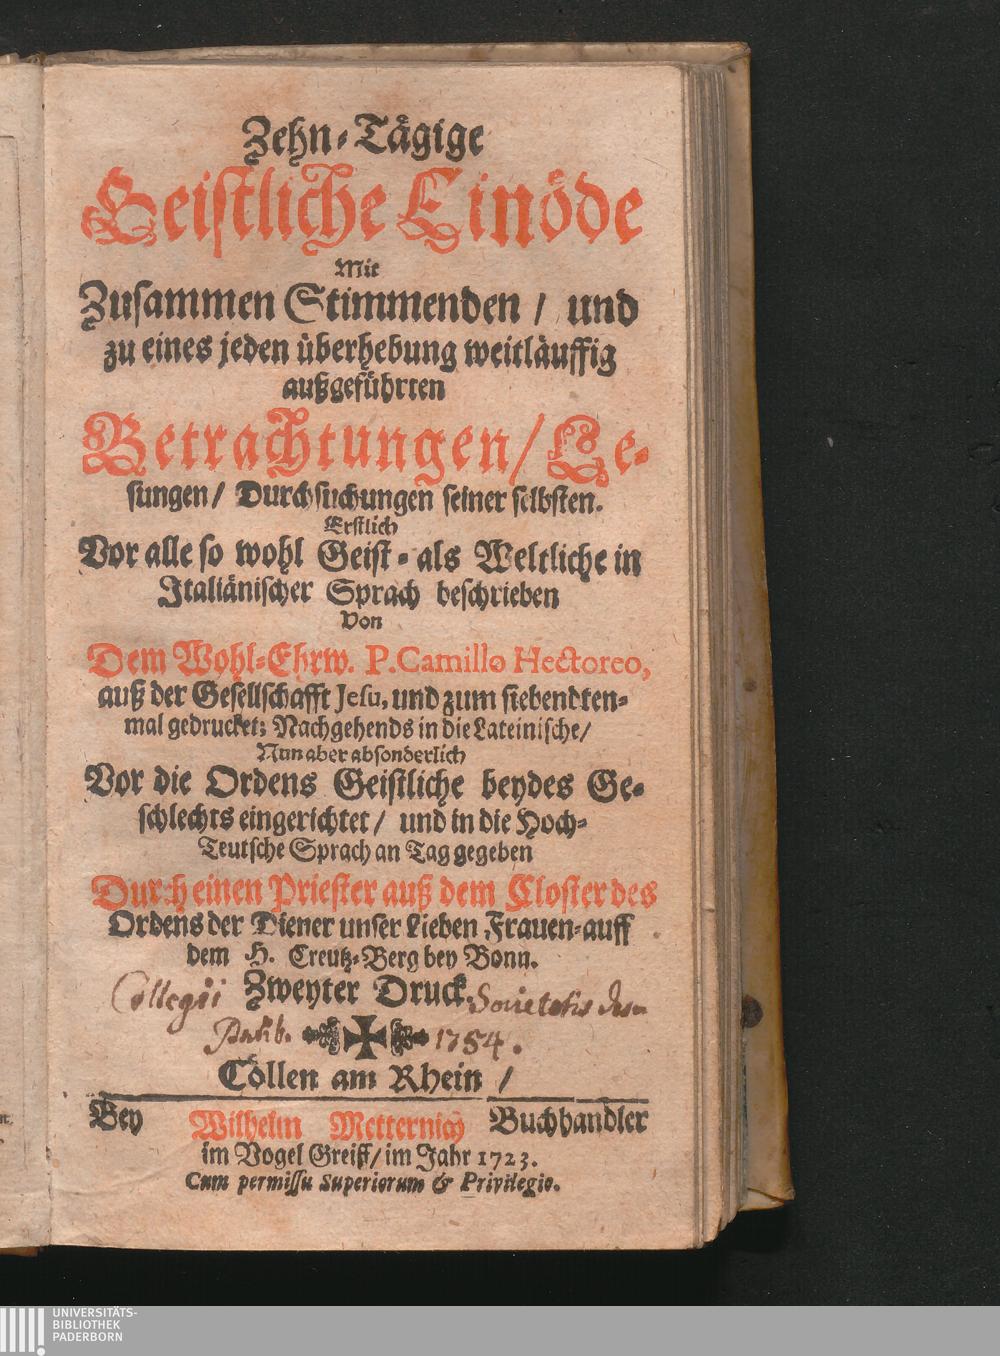 Zehn-Tägige
Geistliche Einöde
Mit
Zusammen Stimmenden / und
zu eines jeden überhebung weitläuffig
außgeführten
Betrachtungen / Le-
sungen / Durchsuchungen seiner selbsten.
Erstlich
Vor alle so wohl Geist- als Weltliche in
Italiänischer Sprach beschrieben
Von
Dem Wohl-Ehrw. P. Camillo Hectoreo,
auß der Gesellschafft Jesu, und zum siebendten-
mal gedrucket; Nachgehends in die Lateinische /
Nun aber absonderlich
Vor die Ordens Geistliche beydes Ge-
schlechts eingerichtet / und in die Hoch-
Teutsche Sprach an Tag gegeben
Durch einen Priester auß dem Closter des
Ordens der Diener unser Lieben Frauen-auff
dem H. Creutz-Berg bey Bonn.
Zweyter Druck.
Collegii Societatis Jesu
Paderb. 1754.
Cöllen am Rhein /
Bey Wilhelm Metternich Buchhandler
im Vogel Greiff / im Jahr 1723.
Cum permissu Superiorum & Privilegio.
UNIVERSITÄTS-
BIBLIOTHEK
PADERBORN